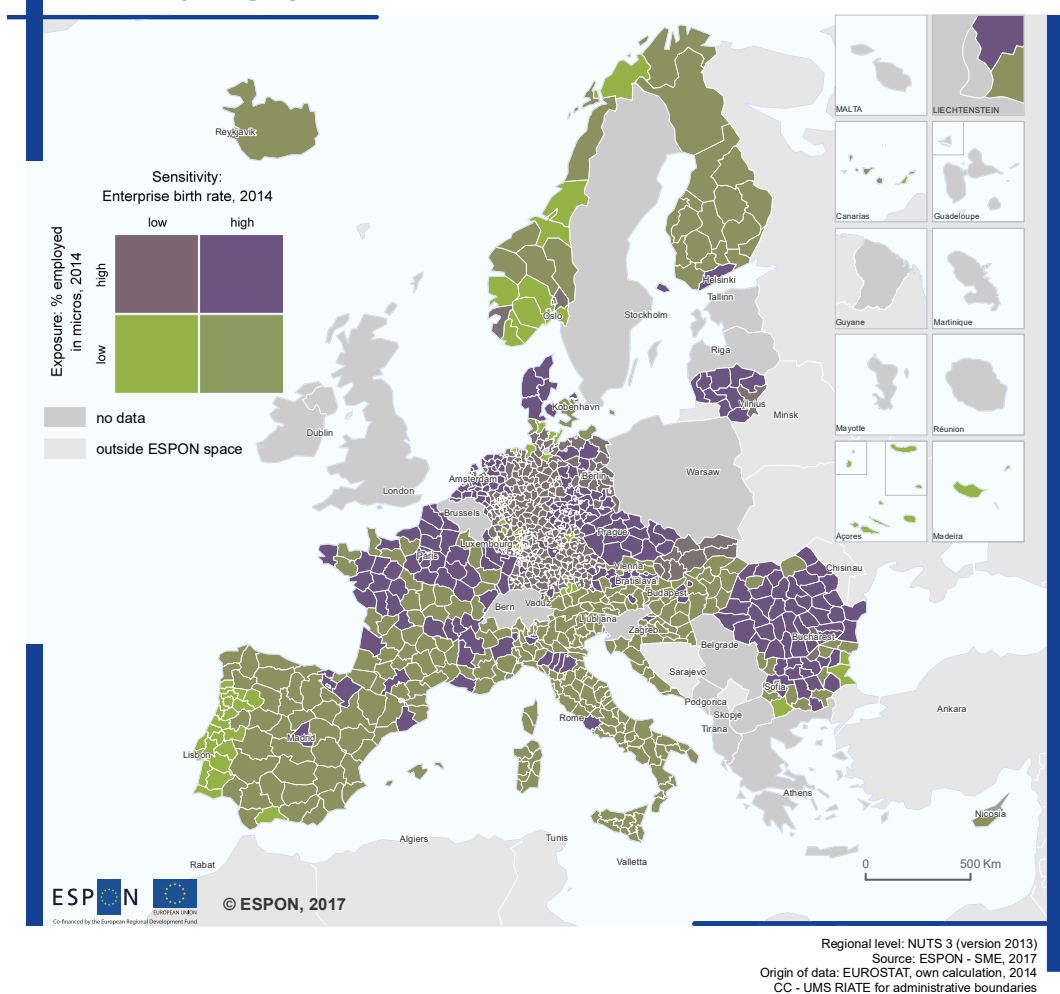 MALTA
LIECHTENSTEIN
Reykjavik
Sensitivity:
Enterprise birth rate, 2014
low
high
Exposure: % employed
in micros, 2014
high
low
no data
outside ESPON space
Canarias
Guadeloupe
Guyane
Martinique
Mayotte
Réunion
Açores
Madeira
Helsinki
Tallinn
Oslo
Stockholm
Riga
Vilnius
Minsk
København
Dublin
London
Amsterdam
Berlin
Warsaw
Brussels
Luxembourg
Prague
Paris
Vienna
Bratislava
Budapest
Chisinau
Bern
Vaduz
Ljubljana
Zagreb
Belgrade
Bucharest
Sarajevo
Sofia
Podgorica
Skopje
Tirana
Rome
Madrid
Lisbon
Ankara
Athens
Nicosia
Algiers
Tunis
Rabat
Valletta
0
500 Km
ESPON
EUROPEAN UNION
Co-financed by the European Regional Development Fund
© ESPON, 2017
Regional level: NUTS 3 (version 2013)
Source: ESPON - SME, 2017
Origin of data: EUROSTAT, own calculation, 2014
CC - UMS RIATE for administrative boundaries